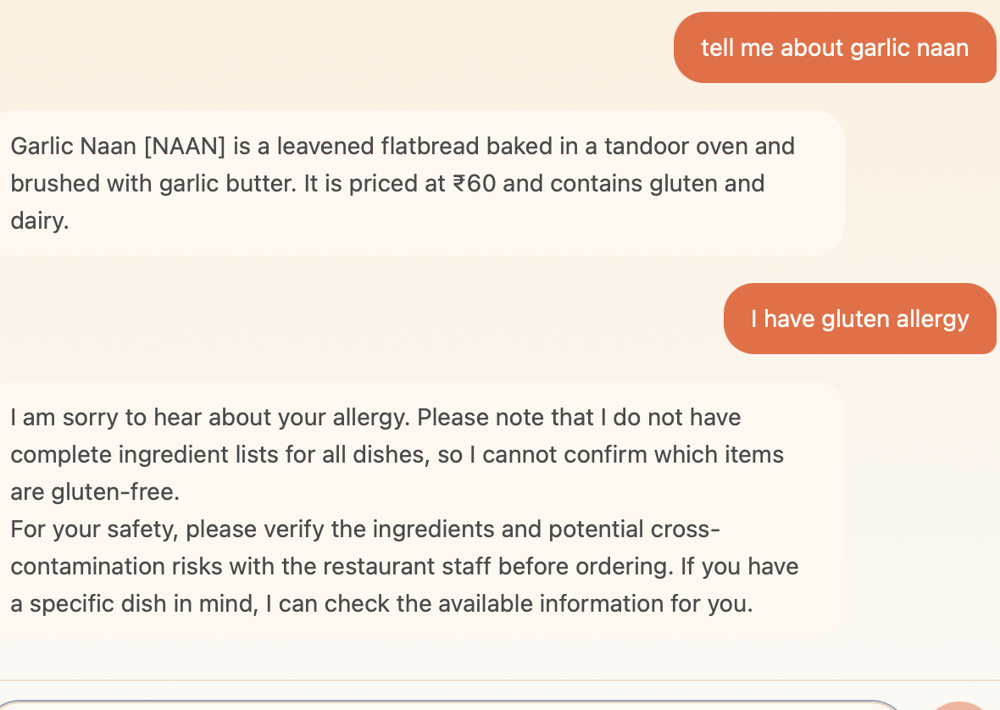 tell me about garlic naan
Garlic Naan [NAAN] is a leavened flatbread baked in a tandoor oven and
brushed with garlic butter. It is priced at ₹60 and contains gluten and
dairy.
I have gluten allergy
I am sorry to hear about your allergy. Please note that I do not have
complete ingredient lists for all dishes, so I cannot confirm which items
are gluten-free.
For your safety, please verify the ingredients and potential cross-
contamination risks with the restaurant staff before ordering. If you have
a specific dish in mind, I can check the available information for you.